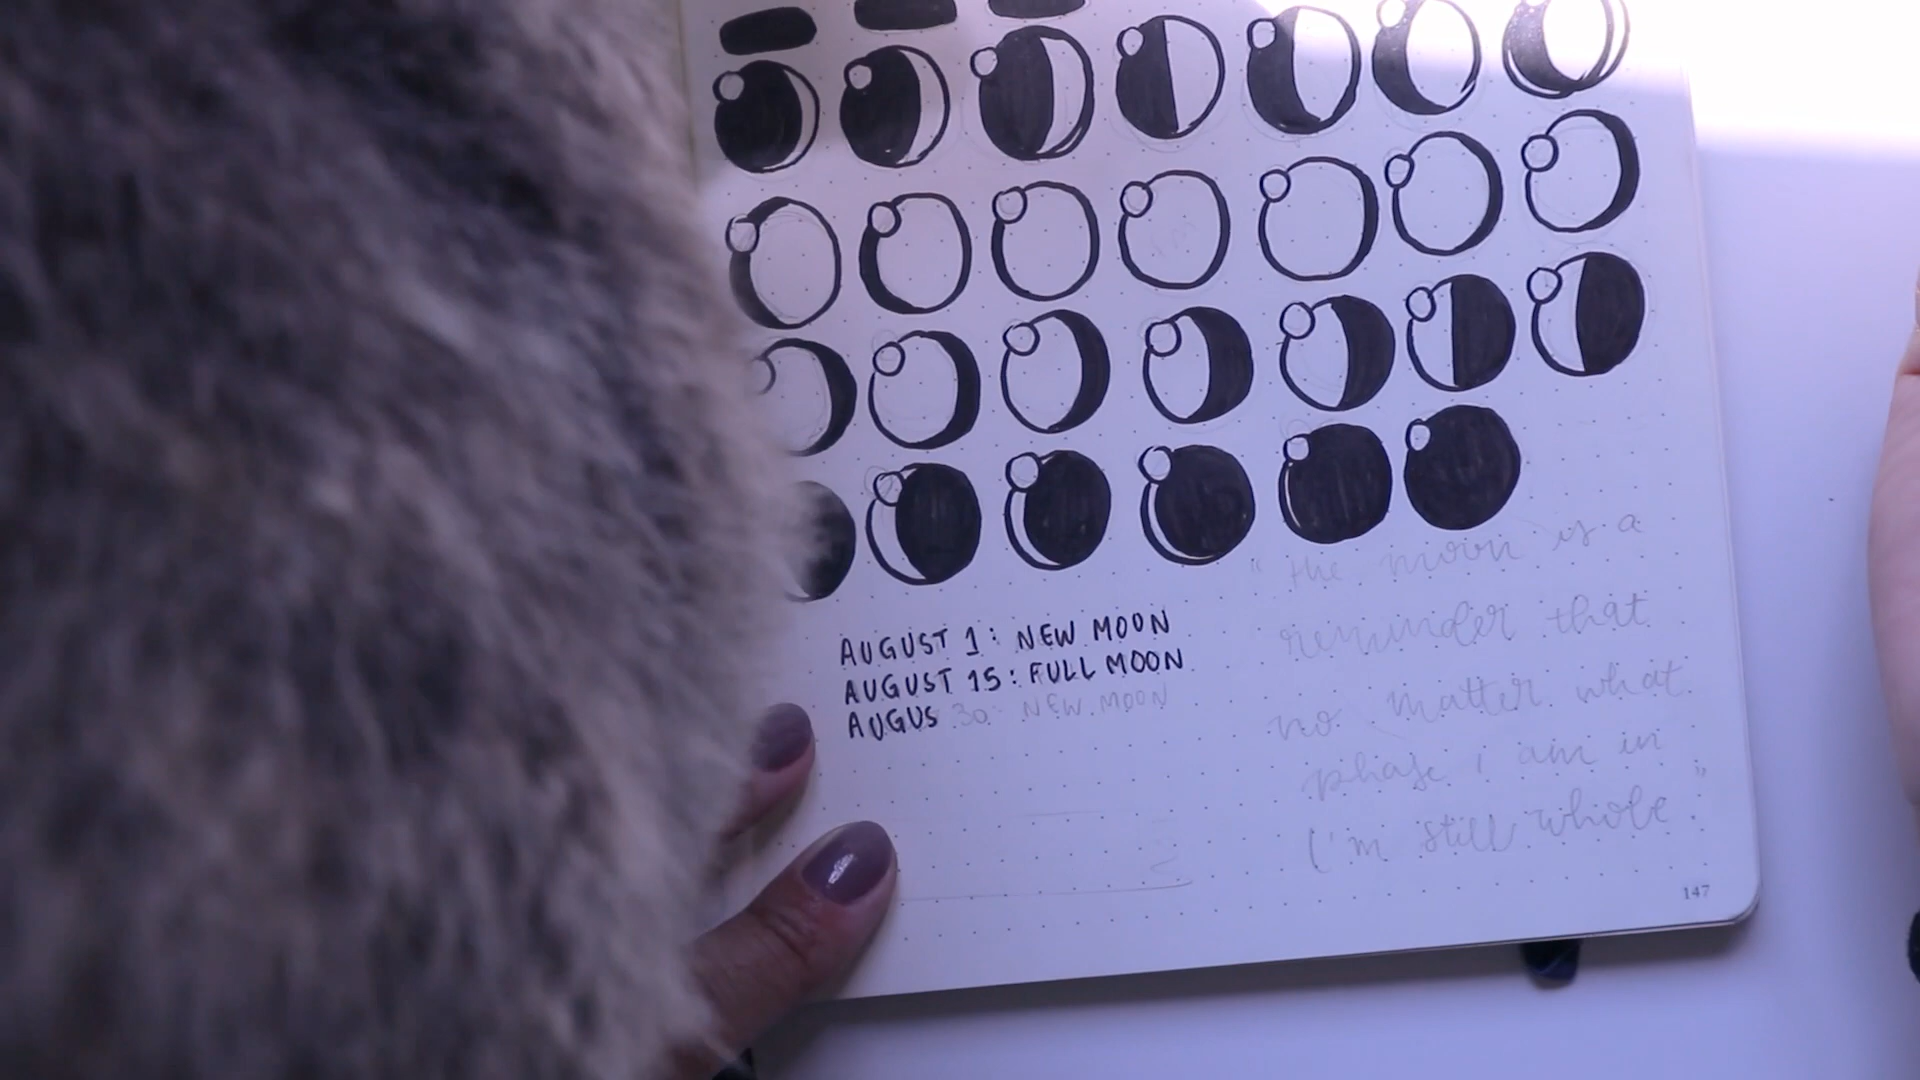 AUGUST 1: NEW MOON
AUGUST 15: FULL MOON
AUGUS 30 NEW MOON
"the moon is a
reminder that
no matter what
phase i am in
I'm still whole."
147